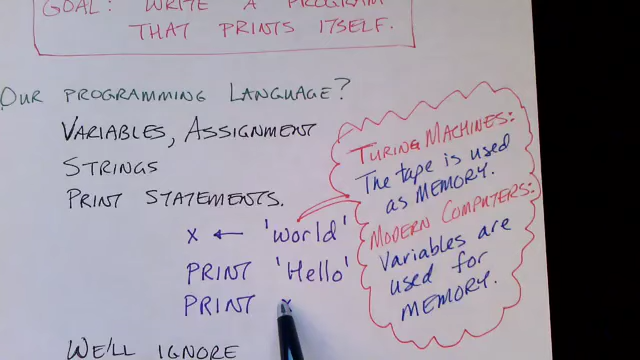 GOAL: WRITE A PROGRAM
THAT PRINTS ITSELF.
OUR PROGRAMMING LANGUAGE?
VARIABLES, ASSIGNMENT
STRINGS
PRINT STATEMENTS.
x ← 'world'
PRINT 'Hello'
PRINT x
WE'LL IGNORE
TURING MACHINES:
The tape is used
as MEMORY.
MODERN COMPUTERS:
Variables are
used for
MEMORY.